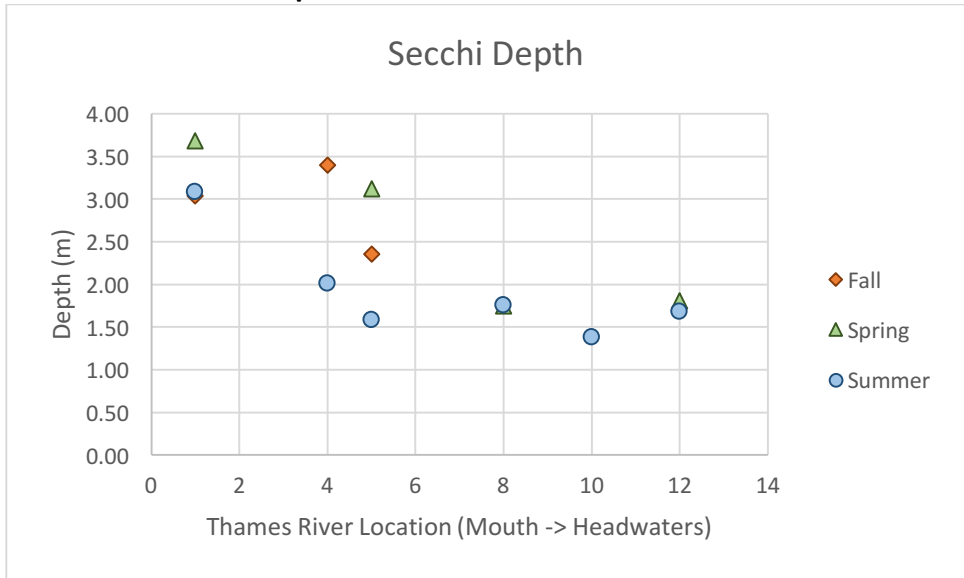 Secchi Depth
4.00
3.50
3.00
2.50
2.00
1.50
1.00
0.50
0.00
Depth (m)
0 2 4 6 8 10 12 14
Thames River Location (Mouth -> Headwaters)
Fall
Spring
Summer